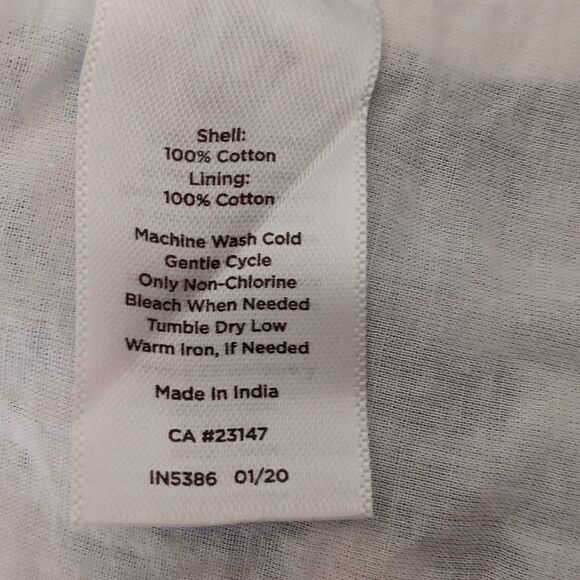 Shell:
100% Cotton
Lining:
100% Cotton
Machine Wash Cold
Gentle Cycle
Only Non-Chlorine
Bleach When Needed
Tumble Dry Low
Warm Iron, If Needed
Made In India
CA #23147
IN5386 01/20